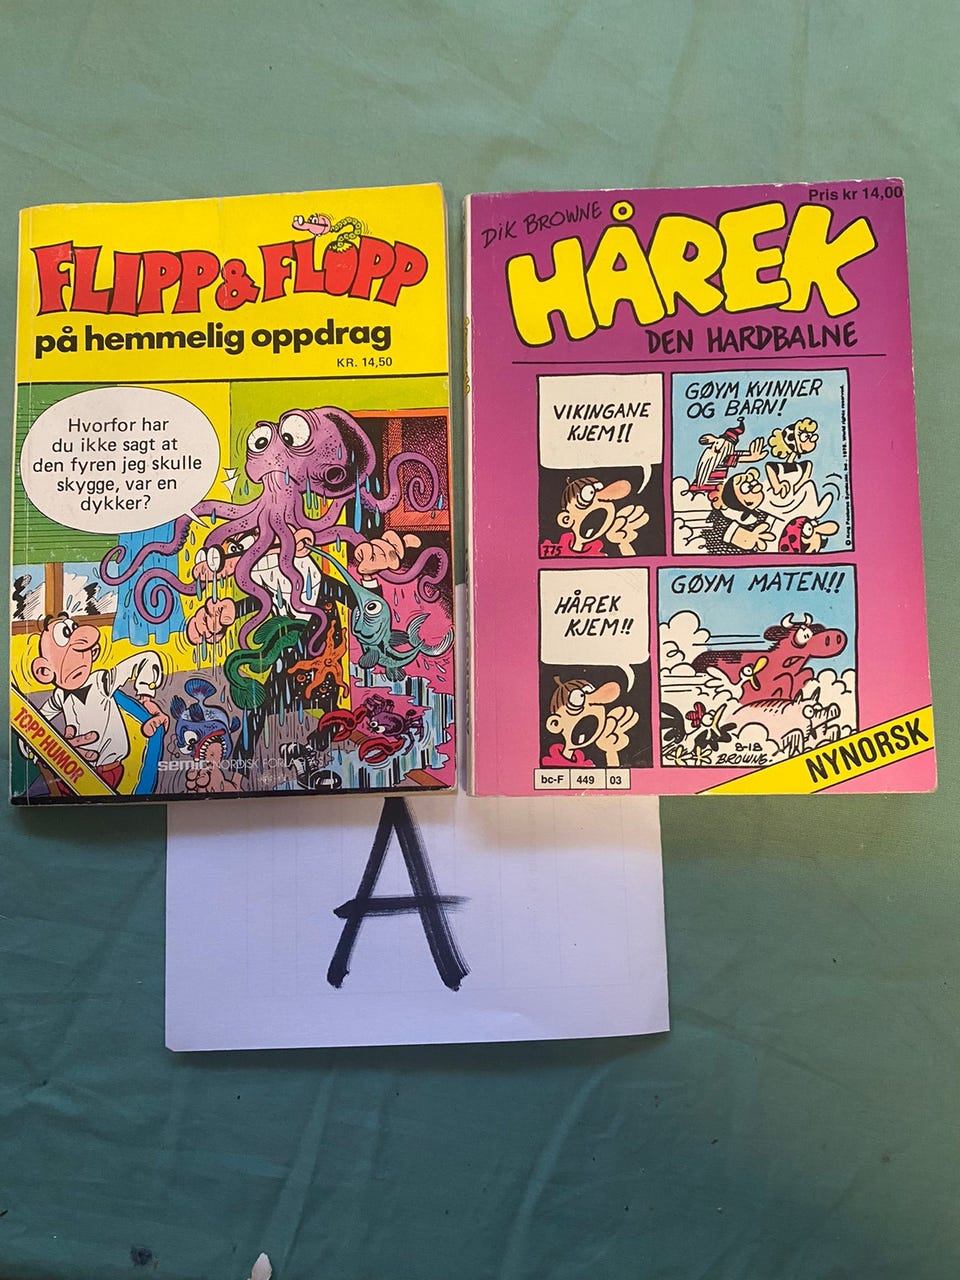 FLIPP & FLOPP
på hemmelig oppdrag
KR. 14,50
Hvorfor har
du ikke sagt at
den fyren jeg skulle
skygge, var en
dykker?
TOPP HUMOR
semic NORDISK FORLAG A/S
Pris kr 14,00
DIK BROWNE
HÅREK
DEN HARDBALNE
VIKINGANE
KJEM!!
GØYM KVINNER
OG BARN!
HÅREK
KJEM!!
GØYM MATEN!!
8-18
BROWNE
bc-F 449 03
NYNORSK
A